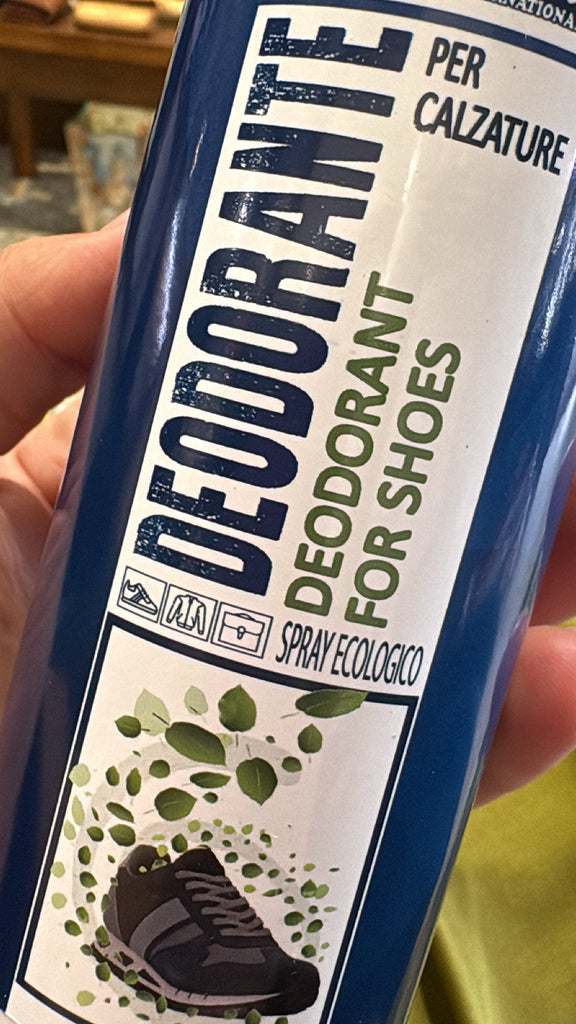 DEODORANTE
PER
CALZATURE
DEODORANT
FOR SHOES
SPRAY ECOLOGICO